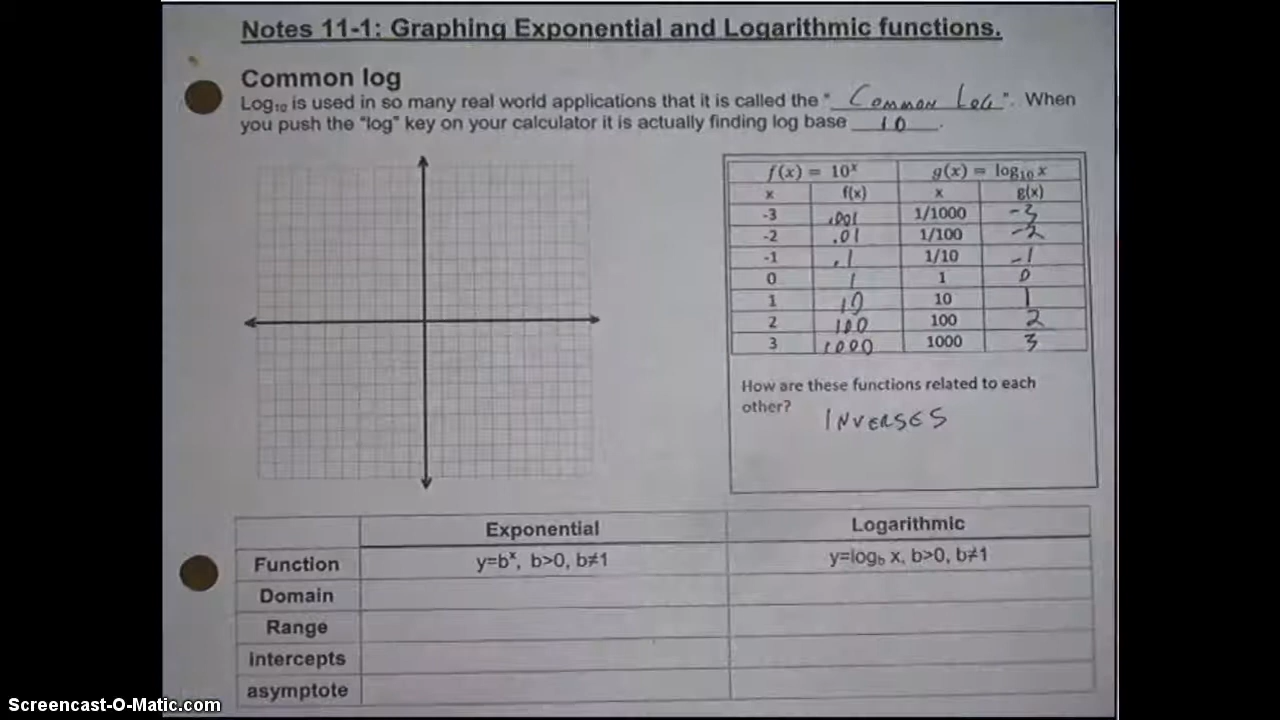 Notes 11-1: Graphing Exponential and Logarithmic functions.
Common log
Log₁₀ is used in so many real world applications that it is called the "Common Log". When
you push the "log" key on your calculator it is actually finding log base 10.
f(x) = 10ˣ g(x) = log₁₀ x
x f(x) x g(x)
-3 .001 1/1000 -3
-2 .01 1/100 -2
-1 .1 1/10 -1
0 1 1 0
1 10 10 1
2 100 100 2
3 1000 1000 3
How are these functions related to each
other? INVERSES
Exponential Logarithmic
Function y=bˣ, b>0, b≠1 y=log_b x, b>0, b≠1
Domain
Range
intercepts
asymptote
Screencast-O-Matic.com